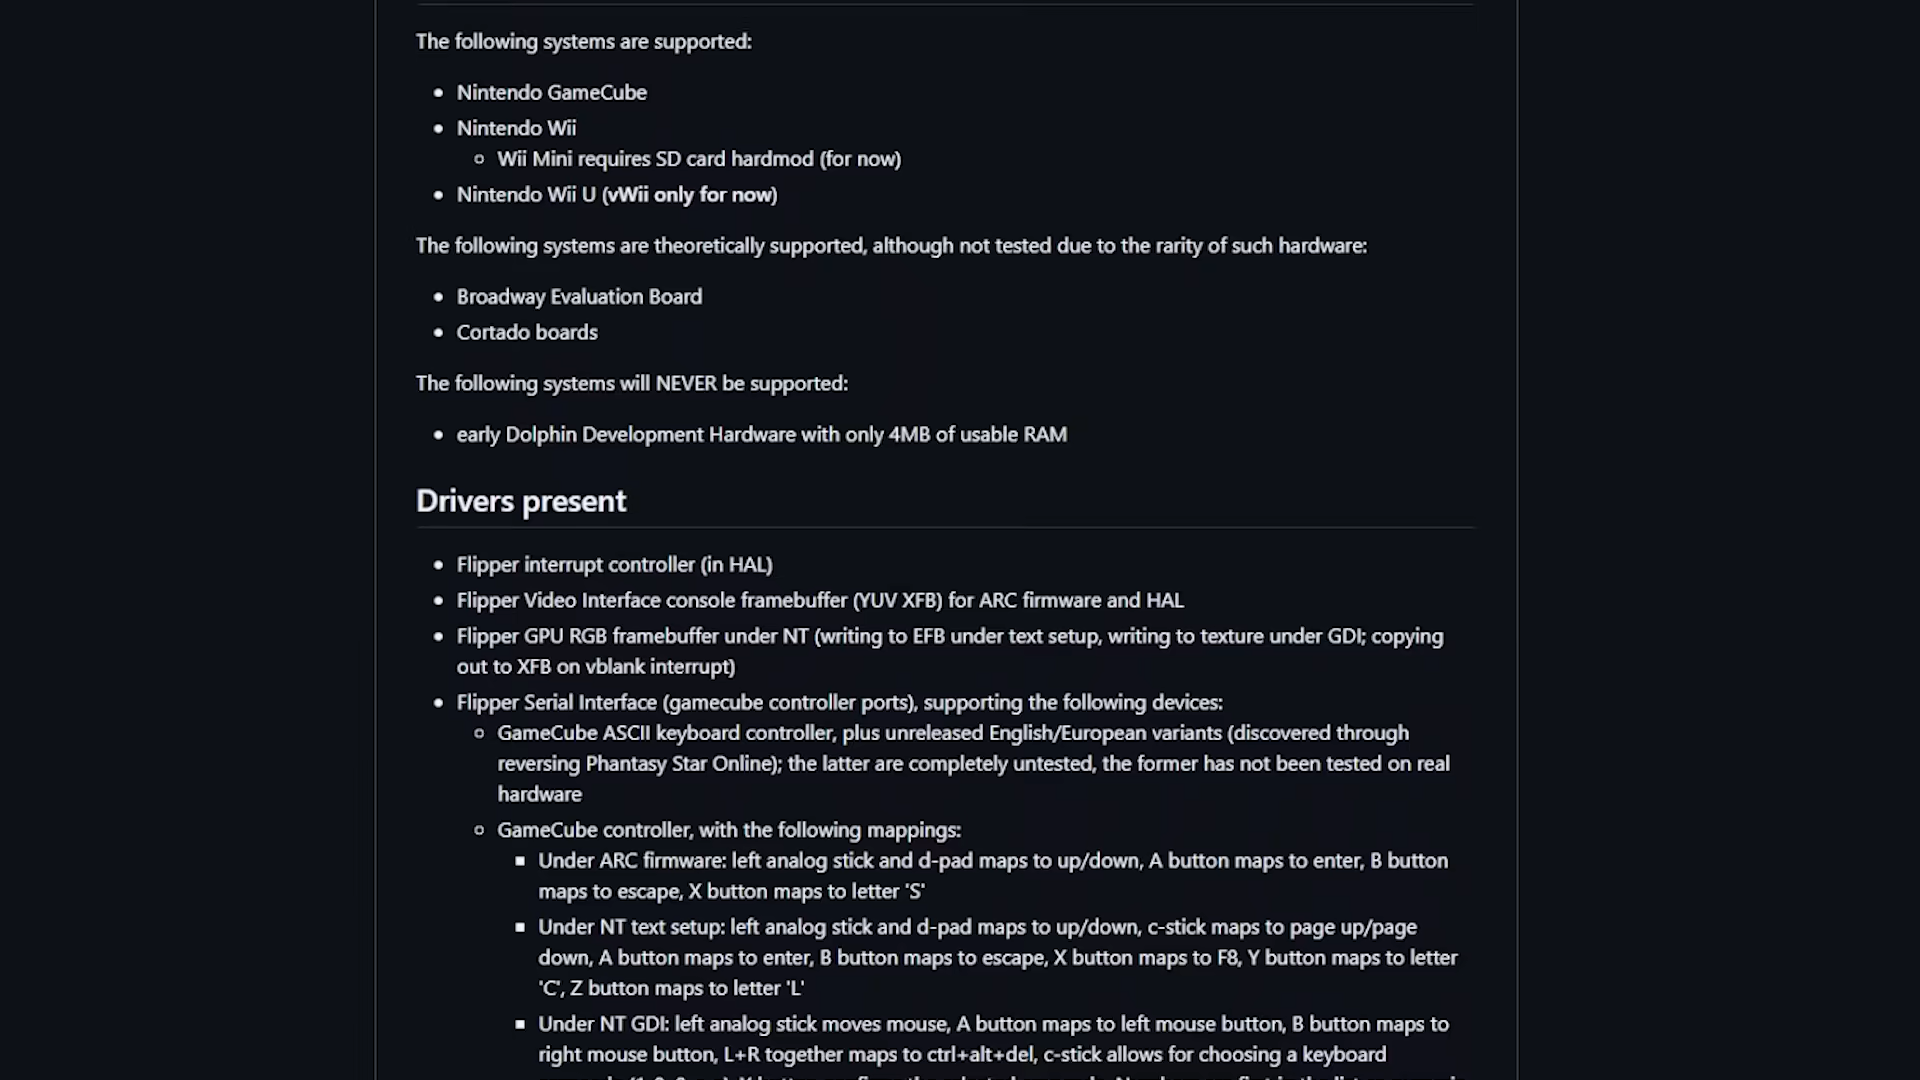 The following systems are supported:
Nintendo GameCube
Nintendo Wii
Wii Mini requires SD card hardmod (for now)
Nintendo Wii U (vWii only for now)
The following systems are theoretically supported, although not tested due to the rarity of such hardware:
Broadway Evaluation Board
Cortado boards
The following systems will NEVER be supported:
early Dolphin Development Hardware with only 4MB of usable RAM
Drivers present
Flipper interrupt controller (in HAL)
Flipper Video Interface console framebuffer (YUV XFB) for ARC firmware and HAL
Flipper GPU RGB framebuffer under NT (writing to EFB under text setup, writing to texture under GDI; copying
out to XFB on vblank interrupt)
Flipper Serial Interface (gamecube controller ports), supporting the following devices:
GameCube ASCII keyboard controller, plus unreleased English/European variants (discovered through
reversing Phantasy Star Online); the latter are completely untested, the former has not been tested on real
hardware
GameCube controller, with the following mappings:
Under ARC firmware: left analog stick and d-pad maps to up/down, A button maps to enter, B button
maps to escape, X button maps to letter 'S'
Under NT text setup: left analog stick and d-pad maps to up/down, c-stick maps to page up/page
down, A button maps to enter, B button maps to escape, X button maps to F8, Y button maps to letter
'C', Z button maps to letter 'L'
Under NT GDI: left analog stick moves mouse, A button maps to left mouse button, B button maps to
right mouse button, L+R together maps to ctrl+alt+del, c-stick allows for choosing a keyboard